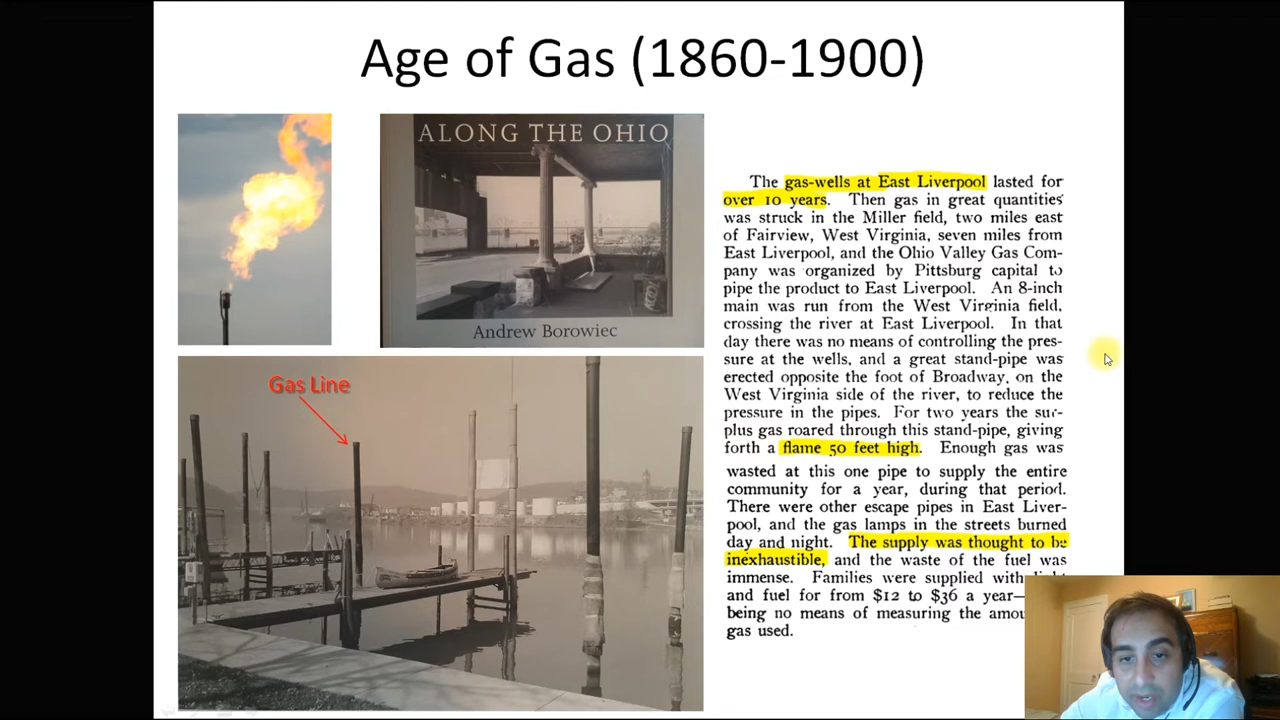 Age of Gas (1860-1900)
ALONG THE OHIO
Andrew Borowiec
Gas Line
The gas-wells at East Liverpool lasted for
over 10 years. Then gas in great quantities
was struck in the Miller field, two miles east
of Fairview, West Virginia, seven miles from
East Liverpool, and the Ohio Valley Gas Com-
pany was organized by Pittsburg capital to
pipe the product to East Liverpool. An 8-inch
main was run from the West Virginia field,
crossing the river at East Liverpool. In that
day there was no means of controlling the pres-
sure at the wells, and a great stand-pipe was
erected opposite the foot of Broadway, on the
West Virginia side of the river, to reduce the
pressure in the pipes. For two years the sur-
plus gas roared through this stand-pipe, giving
forth a flame 50 feet high. Enough gas was
wasted at this one pipe to supply the entire
community for a year, during that period.
There were other escape pipes in East Liver-
pool, and the gas lamps in the streets burned
day and night. The supply was thought to be
inexhaustible, and the waste of the fuel was
immense. Families were supplied with
and fuel for from $12 to $36 a year—
being no means of measuring the
gas used.